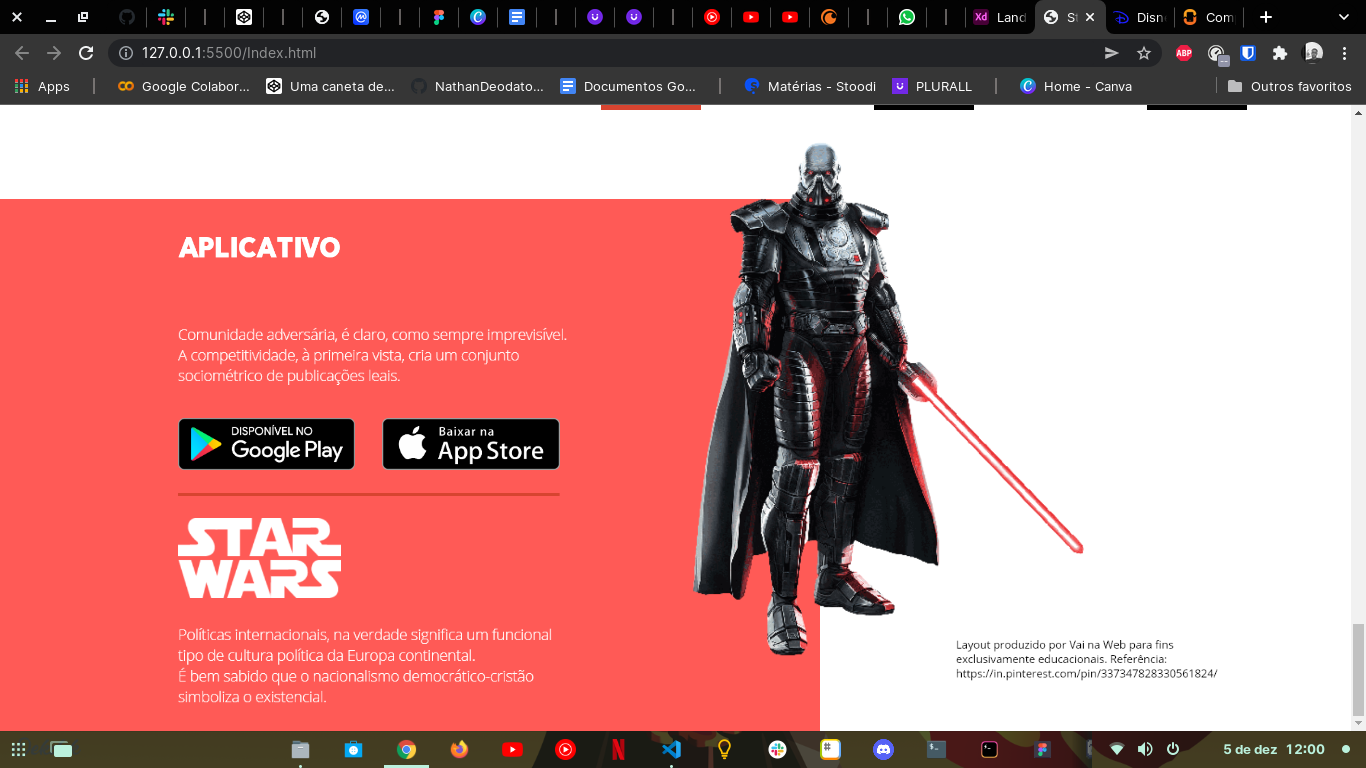 Land
St
Disne
Com
127.0.0.1:5500/Index.html
ABP
Apps
Google Colabor...
Uma caneta de...
NathanDeodato...
Documentos Go...
Matérias - Stoodi
PLURALL
Home - Canva
Outros favoritos
APLICATIVO
Comunidade adversária, é claro, como sempre imprevisível.
A competitividade, à primeira vista, cria um conjunto
sociométrico de publicações leais.
DISPONÍVEL NO
Google Play
Baixar na
App Store
STAR
WARS
Políticas internacionais, na verdade significa um funcional
tipo de cultura política da Europa continental.
É bem sabido que o nacionalismo democrático-cristão
simboliza o existencial.
Layout produzido por Vai na Web para fins
exclusivamente educacionais. Referência:
https://in.pinterest.com/pin/337347828330561824/
5 de dez 12:00